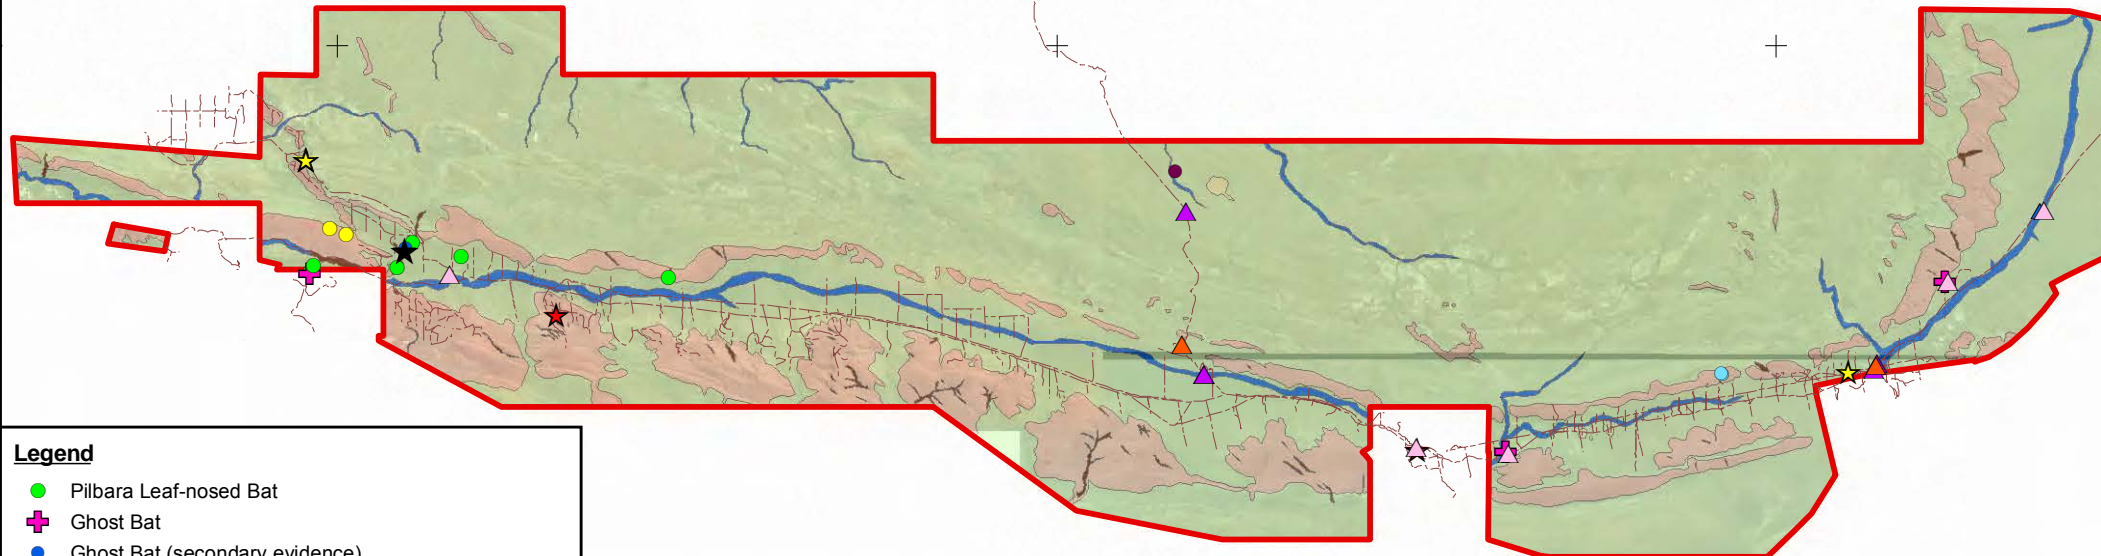 Legend
Pilbara Leaf-nosed Bat
Ghost Bat
Ghost Bat (secondary evidence)